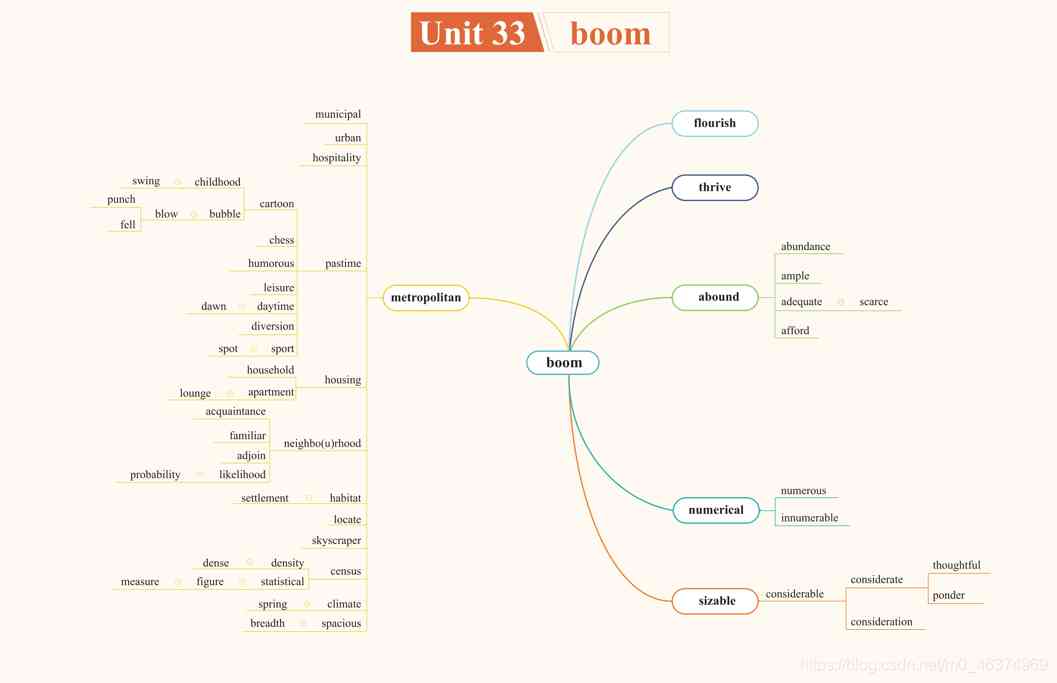 Unit 33 boom
municipal
urban
hospitality
swing childhood
punch
blow bubble
fell
cartoon
chess
humorous
pastime
leisure
dawn daytime
diversion
spot sport
household
housing
lounge apartment
acquaintance
familiar
neighbo(u)rhood
adjoin
probability likelihood
settlement habitat
locate
skyscraper
dense density
census
measure figure statistical
spring climate
breadth spacious
metropolitan
boom
flourish
thrive
abound
abundance
ample
adequate scarce
afford
numerical
numerous
innumerable
sizable
considerable
considerate
thoughtful
ponder
consideration
https://blog.csdn.net/m0_46374969